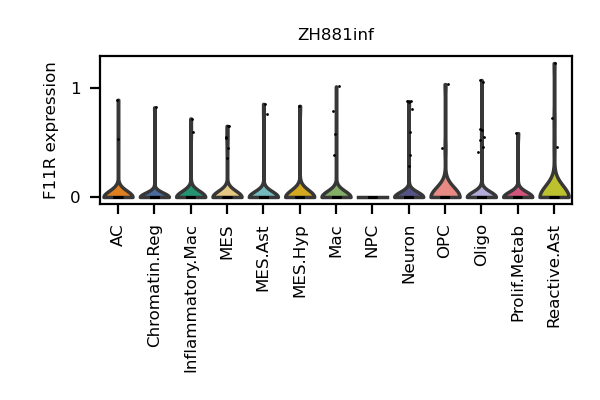 ZH881inf
F11R expression
1
0
AC
Chromatin.Reg
Inflammatory.Mac
MES
MES.Ast
MES.Hyp
Mac
NPC
Neuron
OPC
Oligo
Prolif.Metab
Reactive.Ast